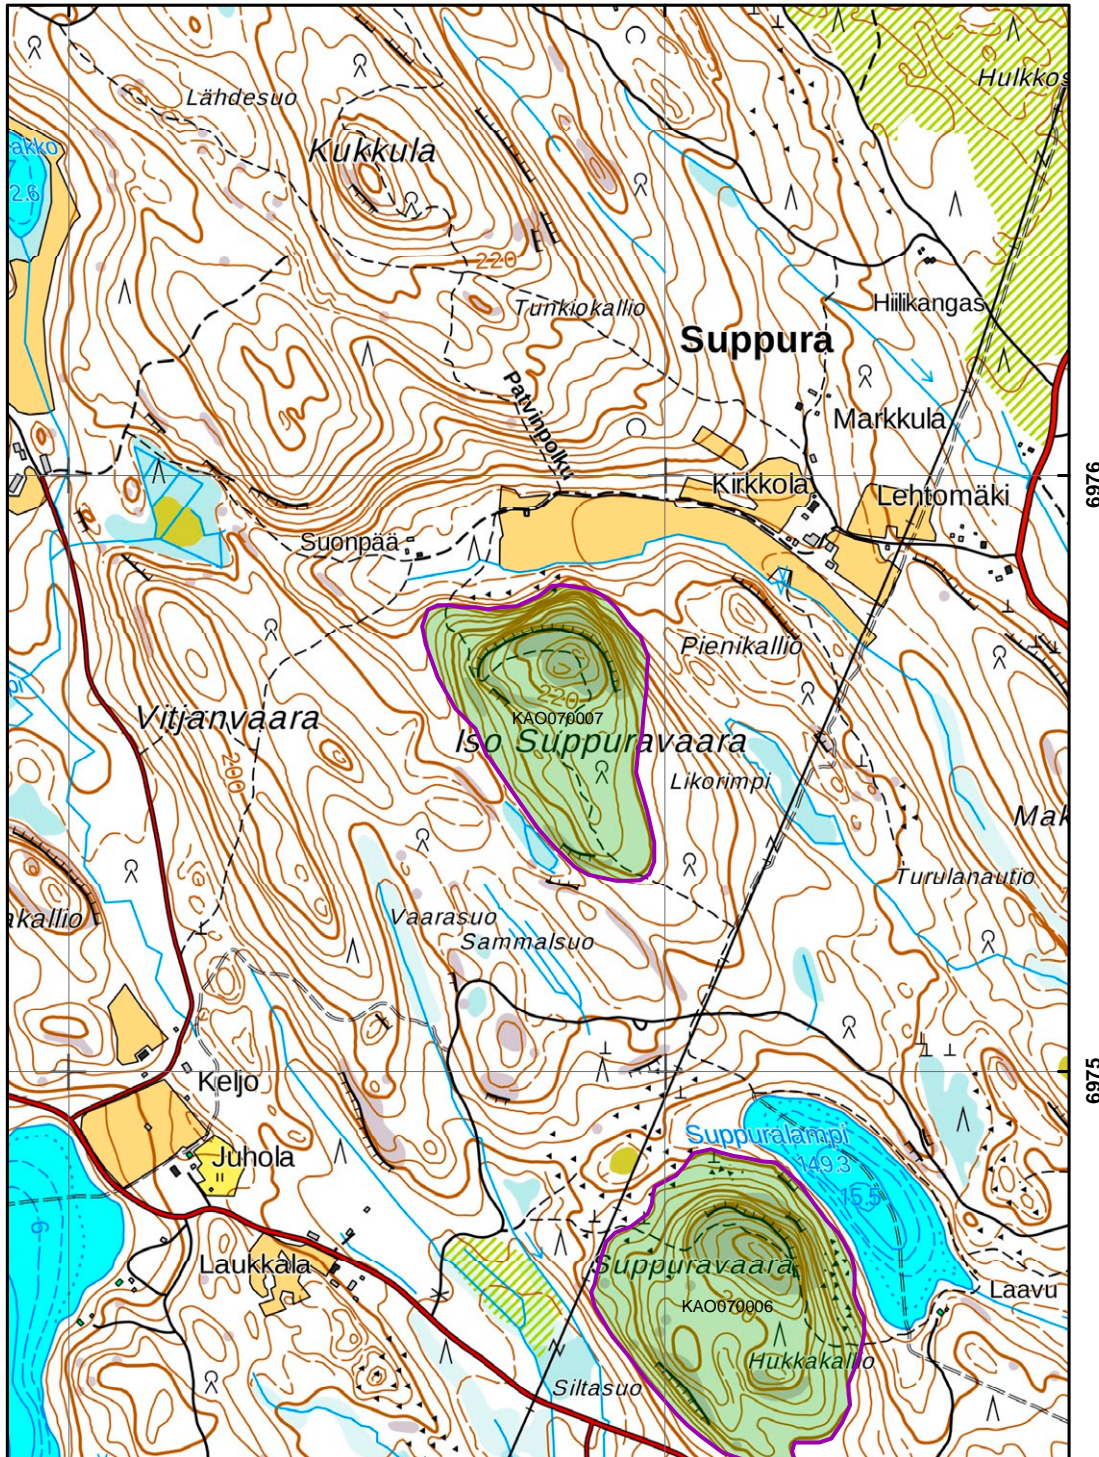 Hulkkos
Lähdesuo
Kukkula
akko
2.6
220
Tunkiokallio
Hiilikangas
Suppura
Patvinpolku
Markkula
Kirkkola
Lehtomäki
6976
Suonpää
Pienikallio
220
KAO070007
Vitjanvaara
Iso Suppuravaara
200
Likorimpi
Mak
Turulanautio
akallio
Vaarasuo
Sammalsuo
Keljo
6975
Suppuralampi
149.3
Juhola
15.5
9
Laukkala
Suppuravaara
Laavu
KAO070006
Hukkakallio
Siltasuo